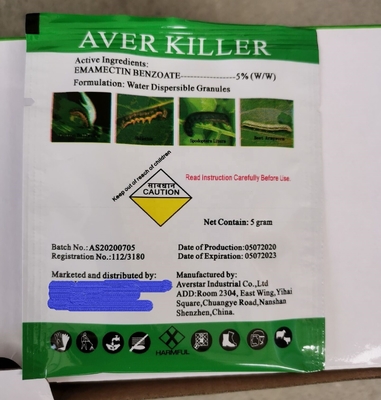 AVER KILLER
Active Ingredients:
EMAMECTIN BENZOATE----------------5% (W/W)
Formulation: Water Dispersible Granules
Keep out of reach of children
सावधान
CAUTION
Read Instruction Carefully Before Use.
Net Contain: 5 gram
Batch No.: AS20200705
Registration No.: 112/3180
Date of Production:05072020
Date of Expiration:05072023
Marketed and distributed by:
Manufactured by:
Averstar Industrial Co.,Ltd
ADD:Room 2304, East Wing,Yihai
Square,Chuangye Road,Nanshan
Shenzhen,China.
HARMFUL